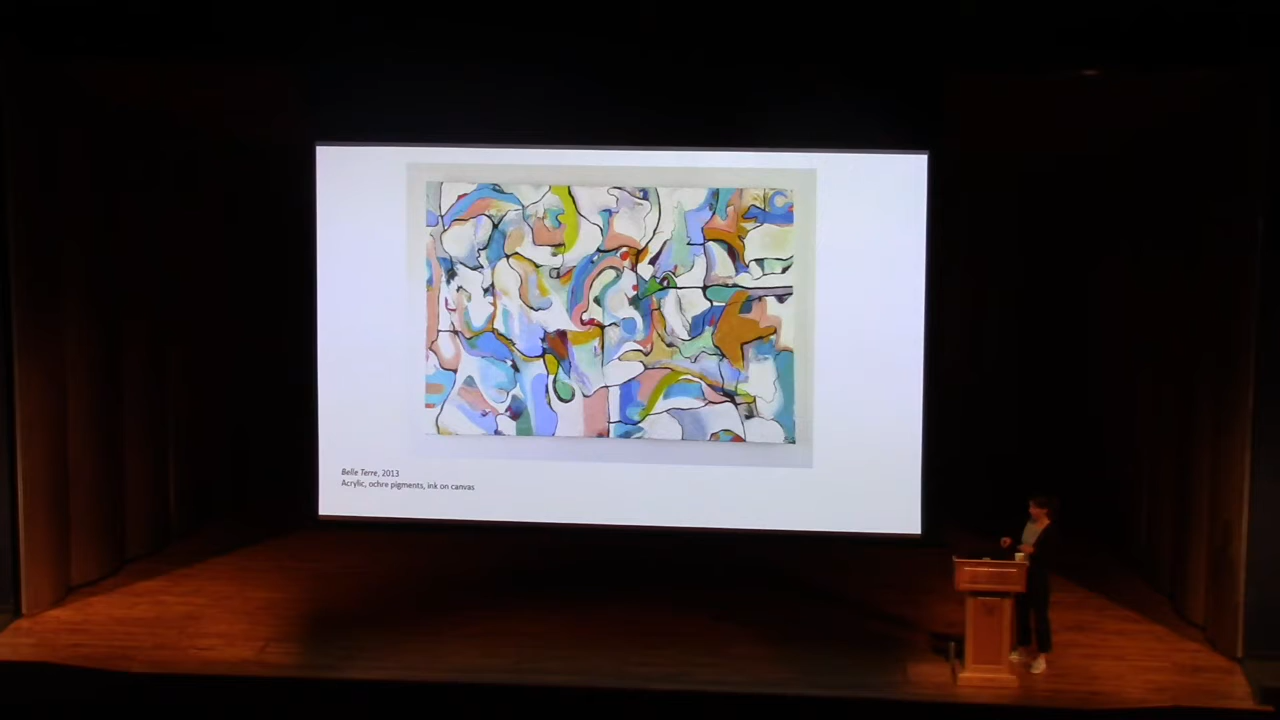 Belle Terre, 2013
Acrylic, ochre pigments, ink on canvas